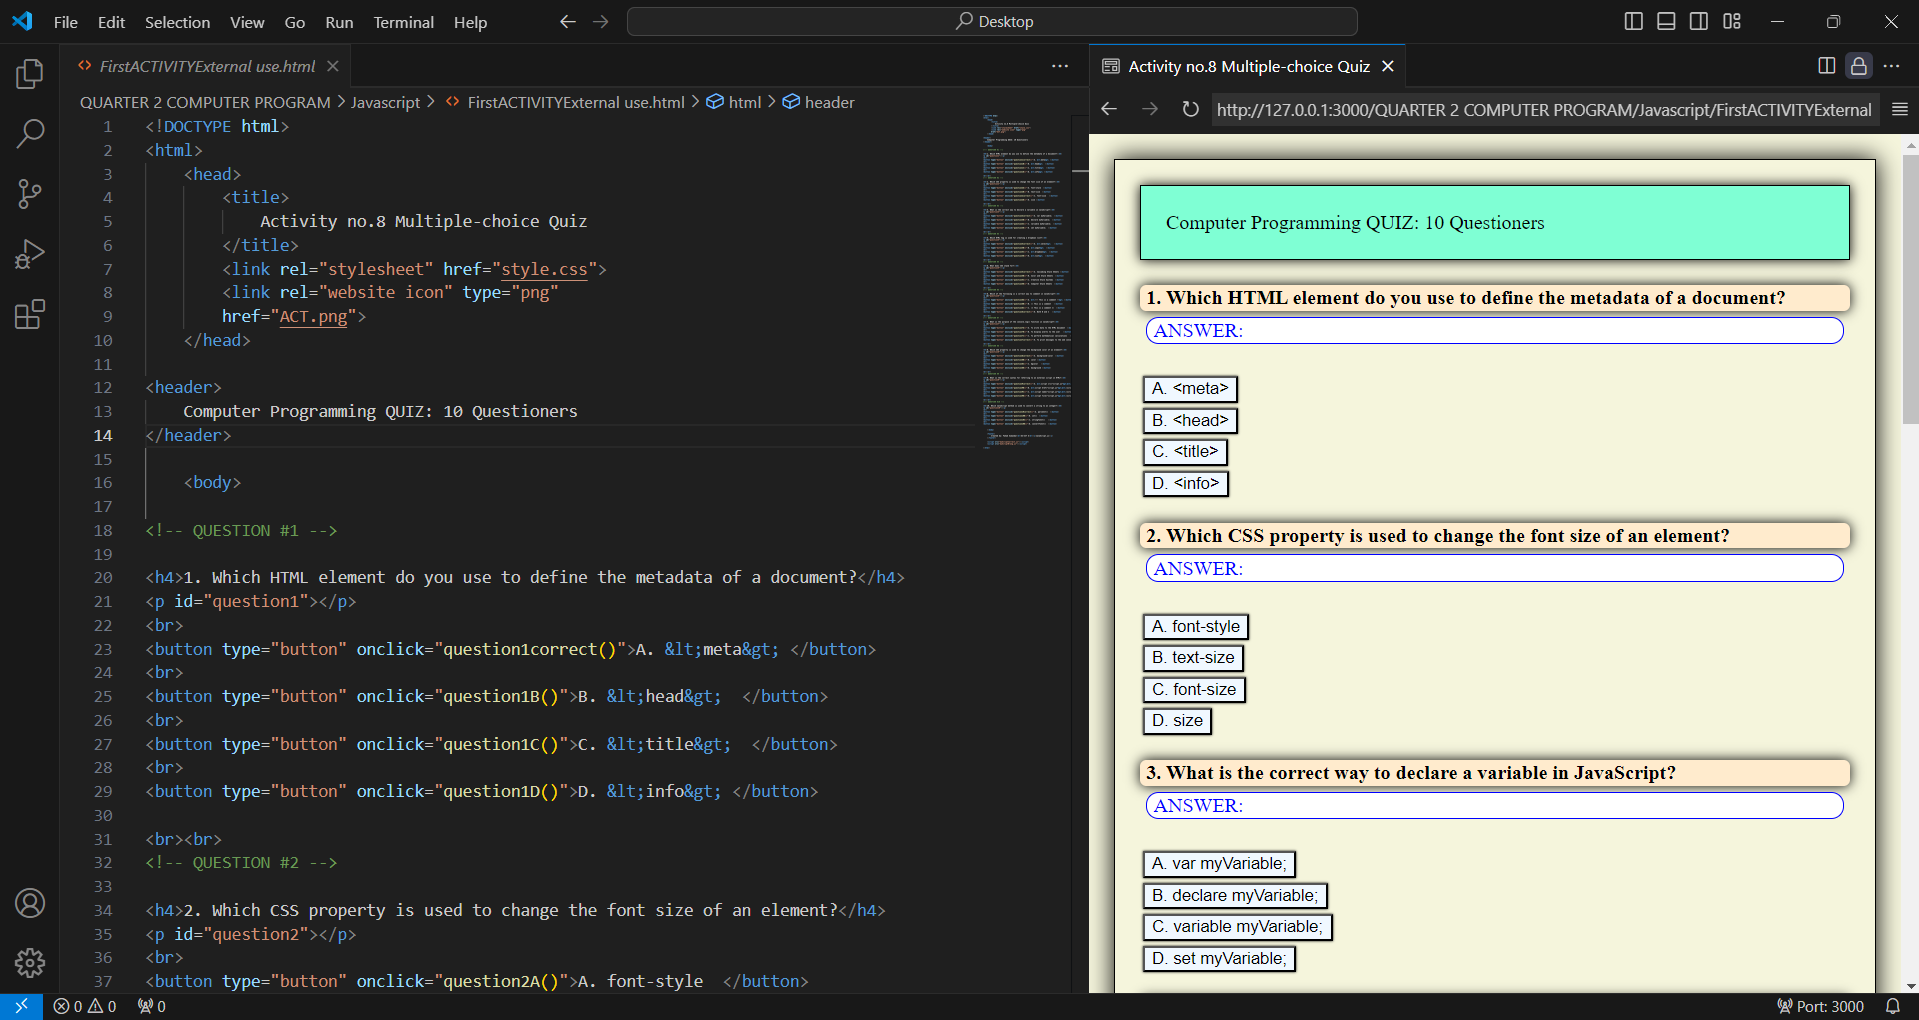 File Edit Selection View Go Run Terminal Help
Desktop
FirstACTIVITYExternal use.html
QUARTER 2 COMPUTER PROGRAM > Javascript > FirstACTIVITYExternal use.html > html > header
1 <!DOCTYPE html>
2 <html>
3 <head>
4 <title>
5 Activity no.8 Multiple-choice Quiz
6 </title>
7 <link rel="stylesheet" href="style.css">
8 <link rel="website icon" type="png"
9 href="ACT.png">
10 </head>
11
12 <header>
13 Computer Programming QUIZ: 10 Questioners
14 </header>
15
16 <body>
17
18 <!-- QUESTION #1 -->
19
20 <h4>1. Which HTML element do you use to define the metadata of a document?</h4>
21 <p id="question1"></p>
22 <br>
23 <button type="button" onclick="question1correct()">A. &lt;meta&gt; </button>
24 <br>
25 <button type="button" onclick="question1B()">B. &lt;head&gt;  </button>
26 <br>
27 <button type="button" onclick="question1C()">C. &lt;title&gt;  </button>
28 <br>
29 <button type="button" onclick="question1D()">D. &lt;info&gt; </button>
30
31 <br><br>
32 <!-- QUESTION #2 -->
33
34 <h4>2. Which CSS property is used to change the font size of an element?</h4>
35 <p id="question2"></p>
36 <br>
37 <button type="button" onclick="question2A()">A. font-style  </button>
Activity no.8 Multiple-choice Quiz
http://127.0.0.1:3000/QUARTER 2 COMPUTER PROGRAM/Javascript/FirstACTIVITYExternal
Computer Programming QUIZ: 10 Questioners
1. Which HTML element do you use to define the metadata of a document?
ANSWER:
A. <meta>
B. <head>
C. <title>
D. <info>
2. Which CSS property is used to change the font size of an element?
ANSWER:
A. font-style
B. text-size
C. font-size
D. size
3. What is the correct way to declare a variable in JavaScript?
ANSWER:
A. var myVariable;
B. declare myVariable;
C. variable myVariable;
D. set myVariable;
0 0 0
Port: 3000